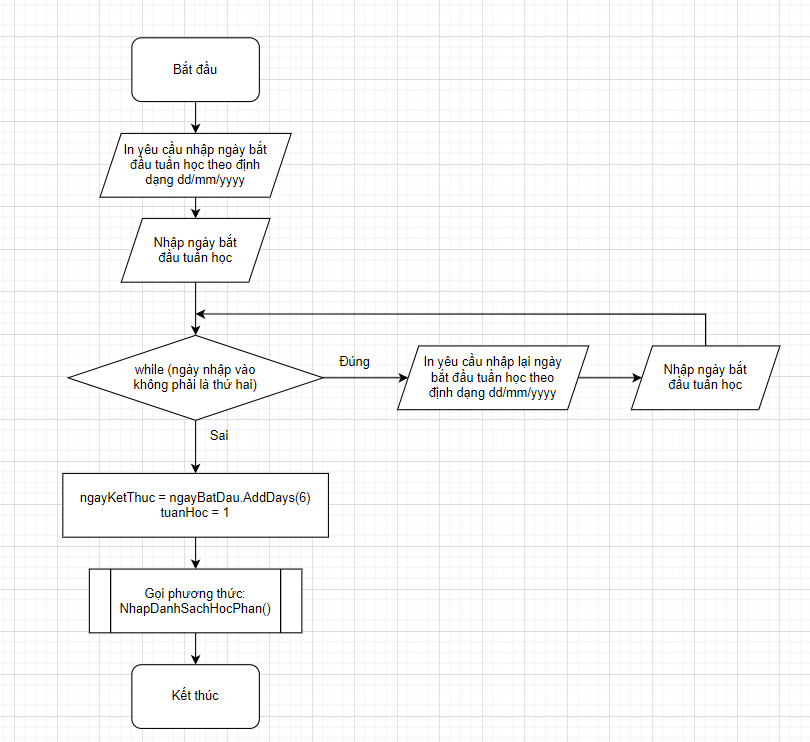 Bắt đầu
In yêu cầu nhập ngày bắt
đầu tuần học theo định
dạng dd/mm/yyyy
Nhập ngày bắt
đầu tuần học
while (ngày nhập vào
không phải là thứ hai)
Đúng
In yêu cầu nhập lại ngày
bắt đầu tuần học theo
định dạng dd/mm/yyyy
Nhập ngày bắt
đầu tuần học
Sai
ngayKetThuc = ngayBatDau.AddDays(6)
tuanHoc = 1
Gọi phương thức:
NhapDanhSachHocPhan()
Kết thúc